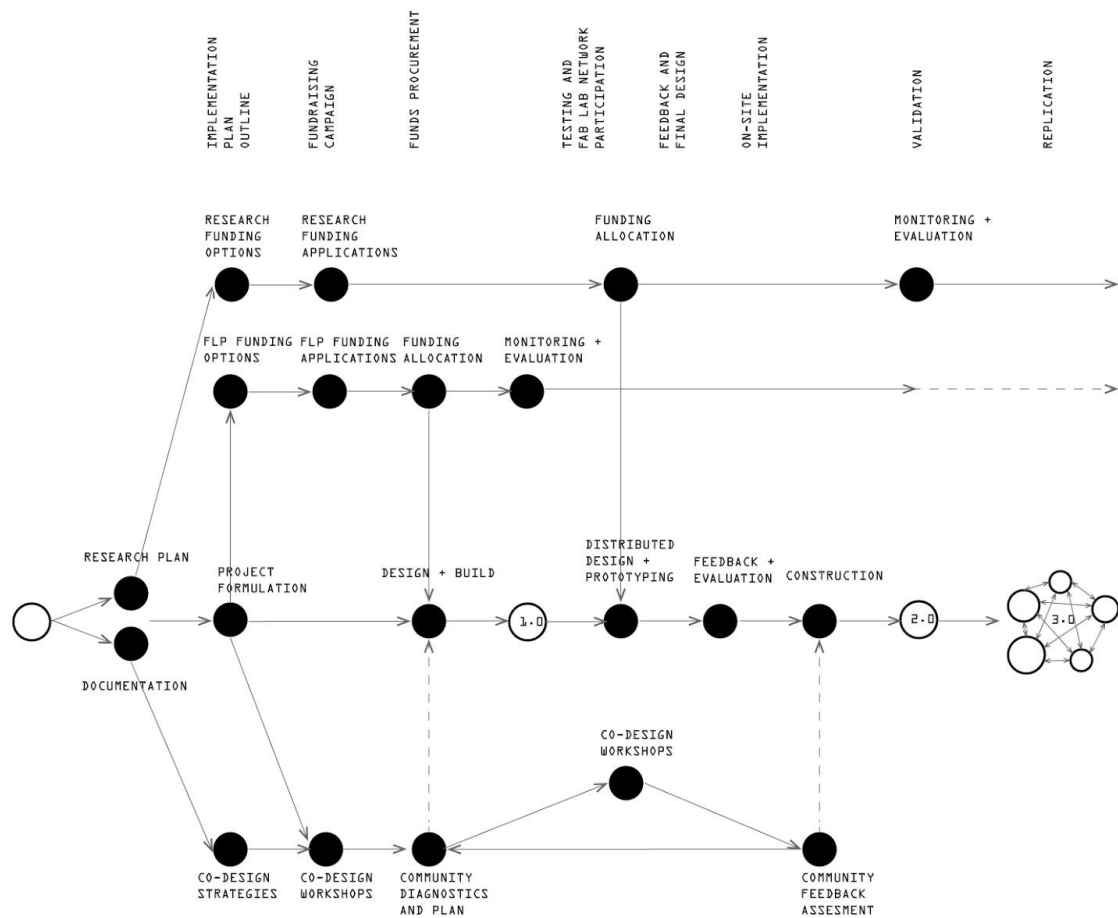 IMPLEMENTATION
PLAN
OUTLINE
FUNDRAISING
CAMPAIGN
FUNDS PROCUREMENT
TESTING AND
FAB LAB NETWORK
PARTICIPATION
FEEDBACK AND
FINAL DESIGN
ON-SITE
IMPLEMENTATION
VALIDATION
REPLICATION
RESEARCH
FUNDING
OPTIONS
RESEARCH
FUNDING
APPLICATIONS
FUNDING
ALLOCATION
MONITORING +
EVALUATION
FLP FUNDING
OPTIONS
FLP FUNDING
APPLICATIONS
FUNDING
ALLOCATION
MONITORING +
EVALUATION
RESEARCH PLAN
PROJECT
FORMULATION
DESIGN + BUILD
DISTRIBUTED
DESIGN +
PROTOTYPING
FEEDBACK +
EVALUATION
CONSTRUCTION
1.0
2.0
3.0
DOCUMENTATION
CO-DESIGN
WORKSHOPS
CO-DESIGN
STRATEGIES
CO-DESIGN
WORKSHOPS
COMMUNITY
DIAGNOSTICS
AND PLAN
COMMUNITY
FEEDBACK
ASSESMENT